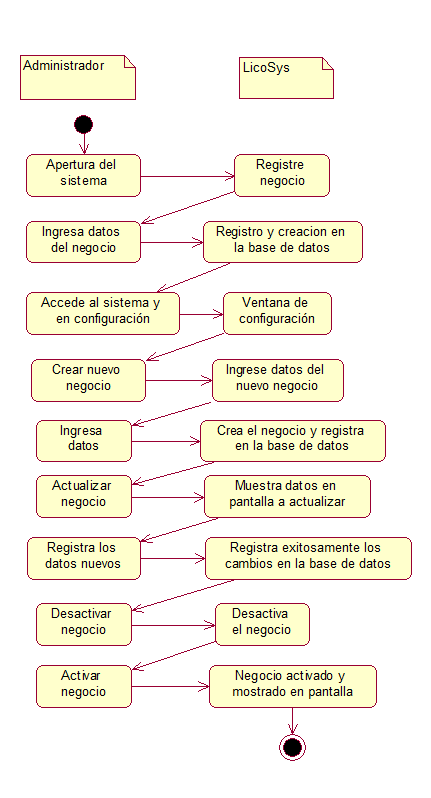 Administrador
LicoSys
Apertura del
sistema
Registre
negocio
Ingresa datos
del negocio
Registro y creacion en
la base de datos
Accede al sistema y
en configuración
Ventana de
configuración
Crear nuevo
negocio
Ingrese datos del
nuevo negocio
Ingresa
datos
Crea el negocio y registra
en la base de datos
Actualizar
negocio
Muestra datos en
pantalla a actualizar
Registra los
datos nuevos
Registra exitosamente los
cambios en la base de datos
Desactivar
negocio
Desactiva
el negocio
Activar
negocio
Negocio activado y
mostrado en pantalla